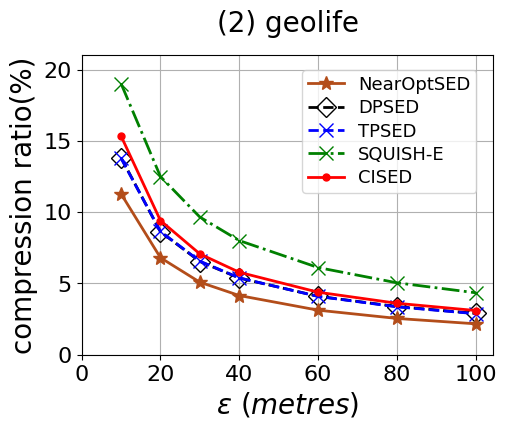 (2) geolife
compression ratio(%)
20
15
10
5
0
NearOptSED
DPSED
TPSED
SQUISH-E
CISED
0 20 40 60 80 100
ε (metres)